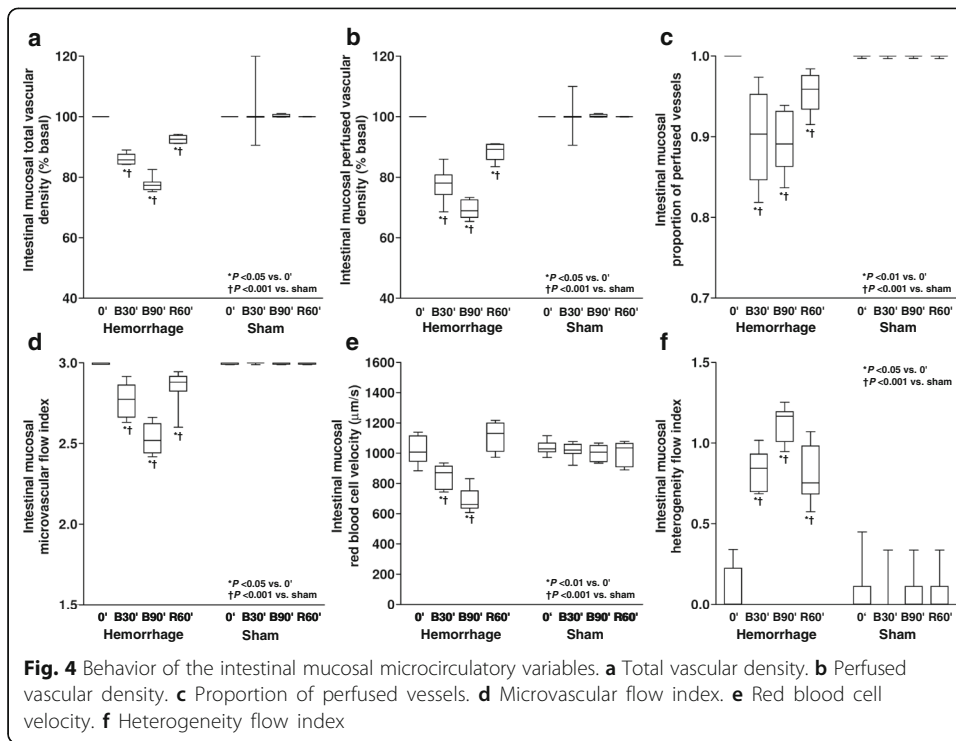 a
Intestinal mucosal total vascular
density (% basal)
120
100
80
60
40
*†
*†
*†
*P <0.05 vs. 0'
†P <0.001 vs. sham
0' B30' B90' R60' 0' B30' B90' R60'
Hemorrhage Sham
b
Intestinal mucosal perfused vascular
density (% basal)
120
100
80
60
40
*†
*†
*†
*P <0.05 vs. 0'
†P <0.001 vs. sham
0' B30' B90' R60' 0' B30' B90' R60'
Hemorrhage Sham
c
Intestinal mucosal
proportion of perfused vessels
1.0
0.9
0.8
0.7
*†
*†
*†
*P <0.01 vs. 0'
†P <0.001 vs. sham
0' B30' B90' R60' 0' B30' B90' R60'
Hemorrhage Sham
d
Intestinal mucosal
microvascular flow index
3.0
2.5
2.0
1.5
*†
*†
*†
*P <0.05 vs. 0'
†P <0.001 vs. sham
0' B30' B90' R60' 0' B30' B90' R60'
Hemorrhage Sham
e
Intestinal mucosal
red blood cell velocity (µm/s)
1600
1400
1200
1000
800
600
400
200
0
*†
*†
*P <0.01 vs. 0'
†P <0.001 vs. sham
0' B30' B90' R60' 0' B30' B90' R60'
Hemorrhage Sham
f
Intestinal mucosal
heterogeneity flow index
1.5
1.0
0.5
0.0
*P <0.05 vs. 0'
†P <0.001 vs. sham
*†
*†
*†
0' B30' B90' R60' 0' B30' B90' R60'
Hemorrhage Sham
Fig. 4 Behavior of the intestinal mucosal microcirculatory variables. a Total vascular density. b Perfused
vascular density. c Proportion of perfused vessels. d Microvascular flow index. e Red blood cell
velocity. f Heterogeneity flow index